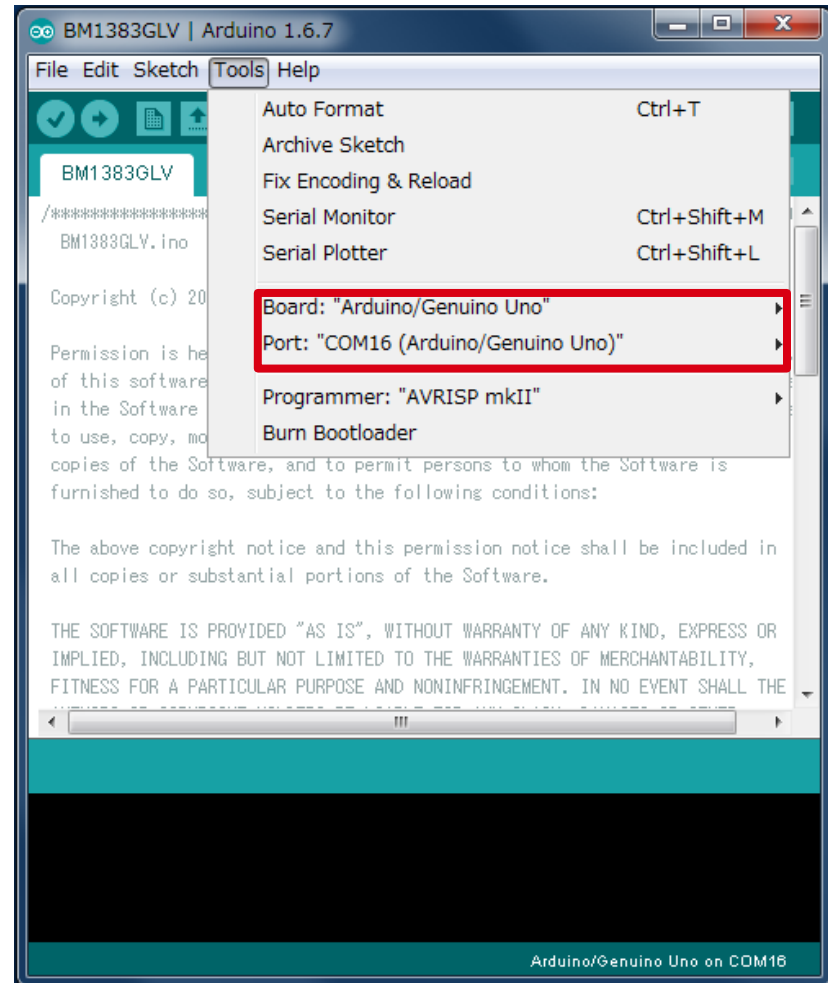 BM1383GLV | Arduino 1.6.7
File Edit Sketch Tools Help
Auto Format Ctrl+T
Archive Sketch
BM1383GLV
Fix Encoding & Reload
/********************
Serial Monitor Ctrl+Shift+M
BM1383GLV.ino
Serial Plotter Ctrl+Shift+L
Copyright (c) 20
Board: "Arduino/Genuino Uno"
Port: "COM16 (Arduino/Genuino Uno)"
Permission is he
of this software
Programmer: "AVRISP mkII"
in the Software
Burn Bootloader
to use, copy, mo
copies of the Software, and to permit persons to whom the Software is
furnished to do so, subject to the following conditions:
The above copyright notice and this permission notice shall be included in
all copies or substantial portions of the Software.
THE SOFTWARE IS PROVIDED "AS IS", WITHOUT WARRANTY OF ANY KIND, EXPRESS OR
IMPLIED, INCLUDING BUT NOT LIMITED TO THE WARRANTIES OF MERCHANTABILITY,
FITNESS FOR A PARTICULAR PURPOSE AND NONINFRINGEMENT. IN NO EVENT SHALL THE
Arduino/Genuino Uno on COM16